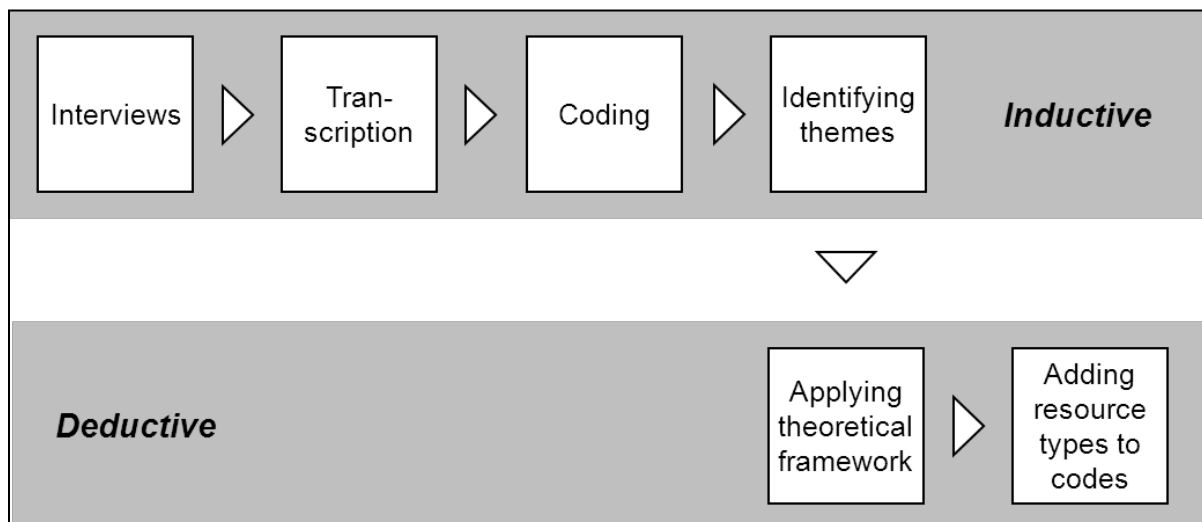 Interviews
Tran-
scription
Coding
Identifying
themes
Inductive
Deductive
Applying
theoretical
framework
Adding
resource
types to
codes